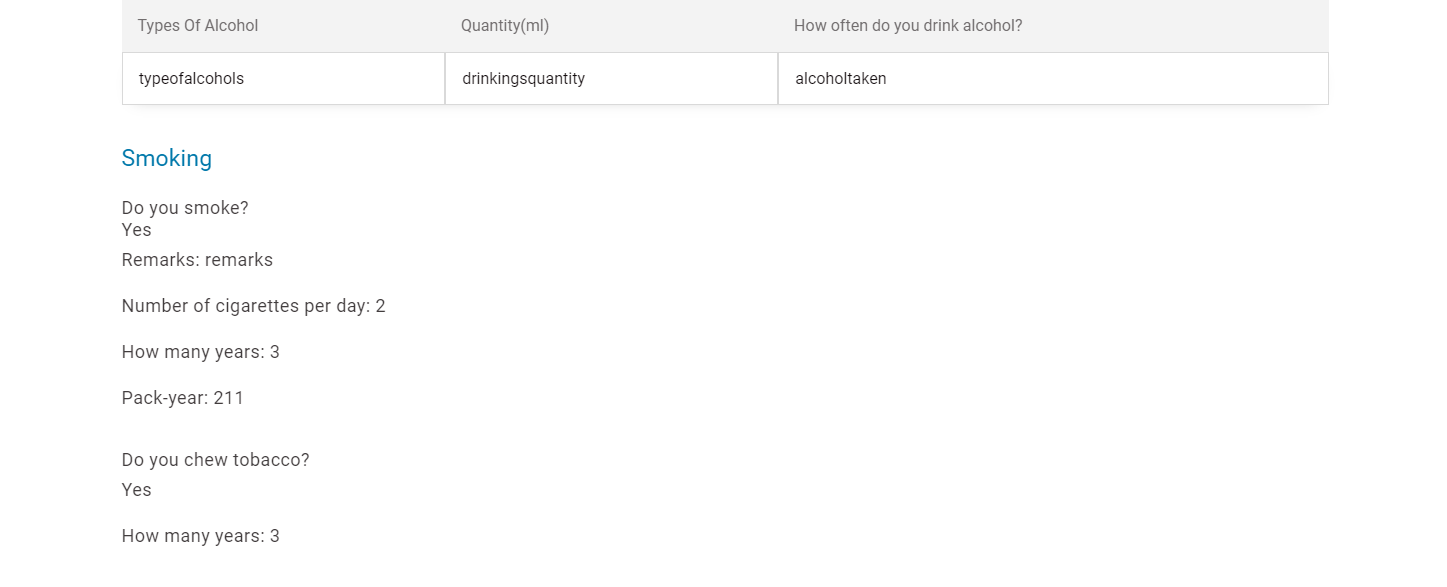 Types Of Alcohol Quantity(ml) How often do you drink alcohol?
typeofalcohols drinkingsquantity alcoholtaken
Smoking
Do you smoke?
Yes
Remarks: remarks
Number of cigarettes per day: 2
How many years: 3
Pack-year: 211
Do you chew tobacco?
Yes
How many years: 3